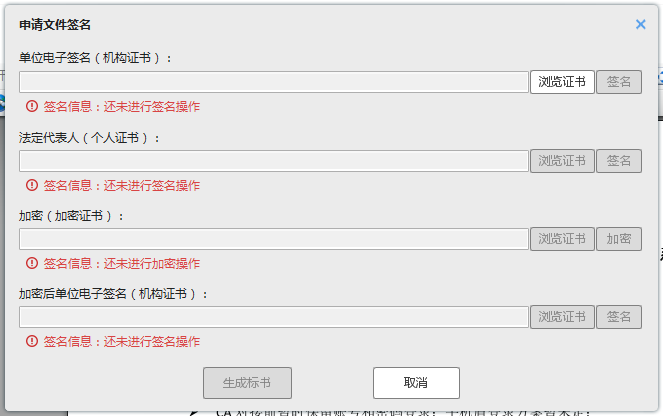 申请文件签名
单位电子签名（机构证书）：
浏览证书 签名
签名信息：还未进行签名操作
法定代表人（个人证书）：
浏览证书 签名
签名信息：还未进行签名操作
加密（加密证书）：
浏览证书 加密
签名信息：还未进行加密操作
加密后单位电子签名（机构证书）：
浏览证书 签名
签名信息：还未进行签名操作
生成标书 取消